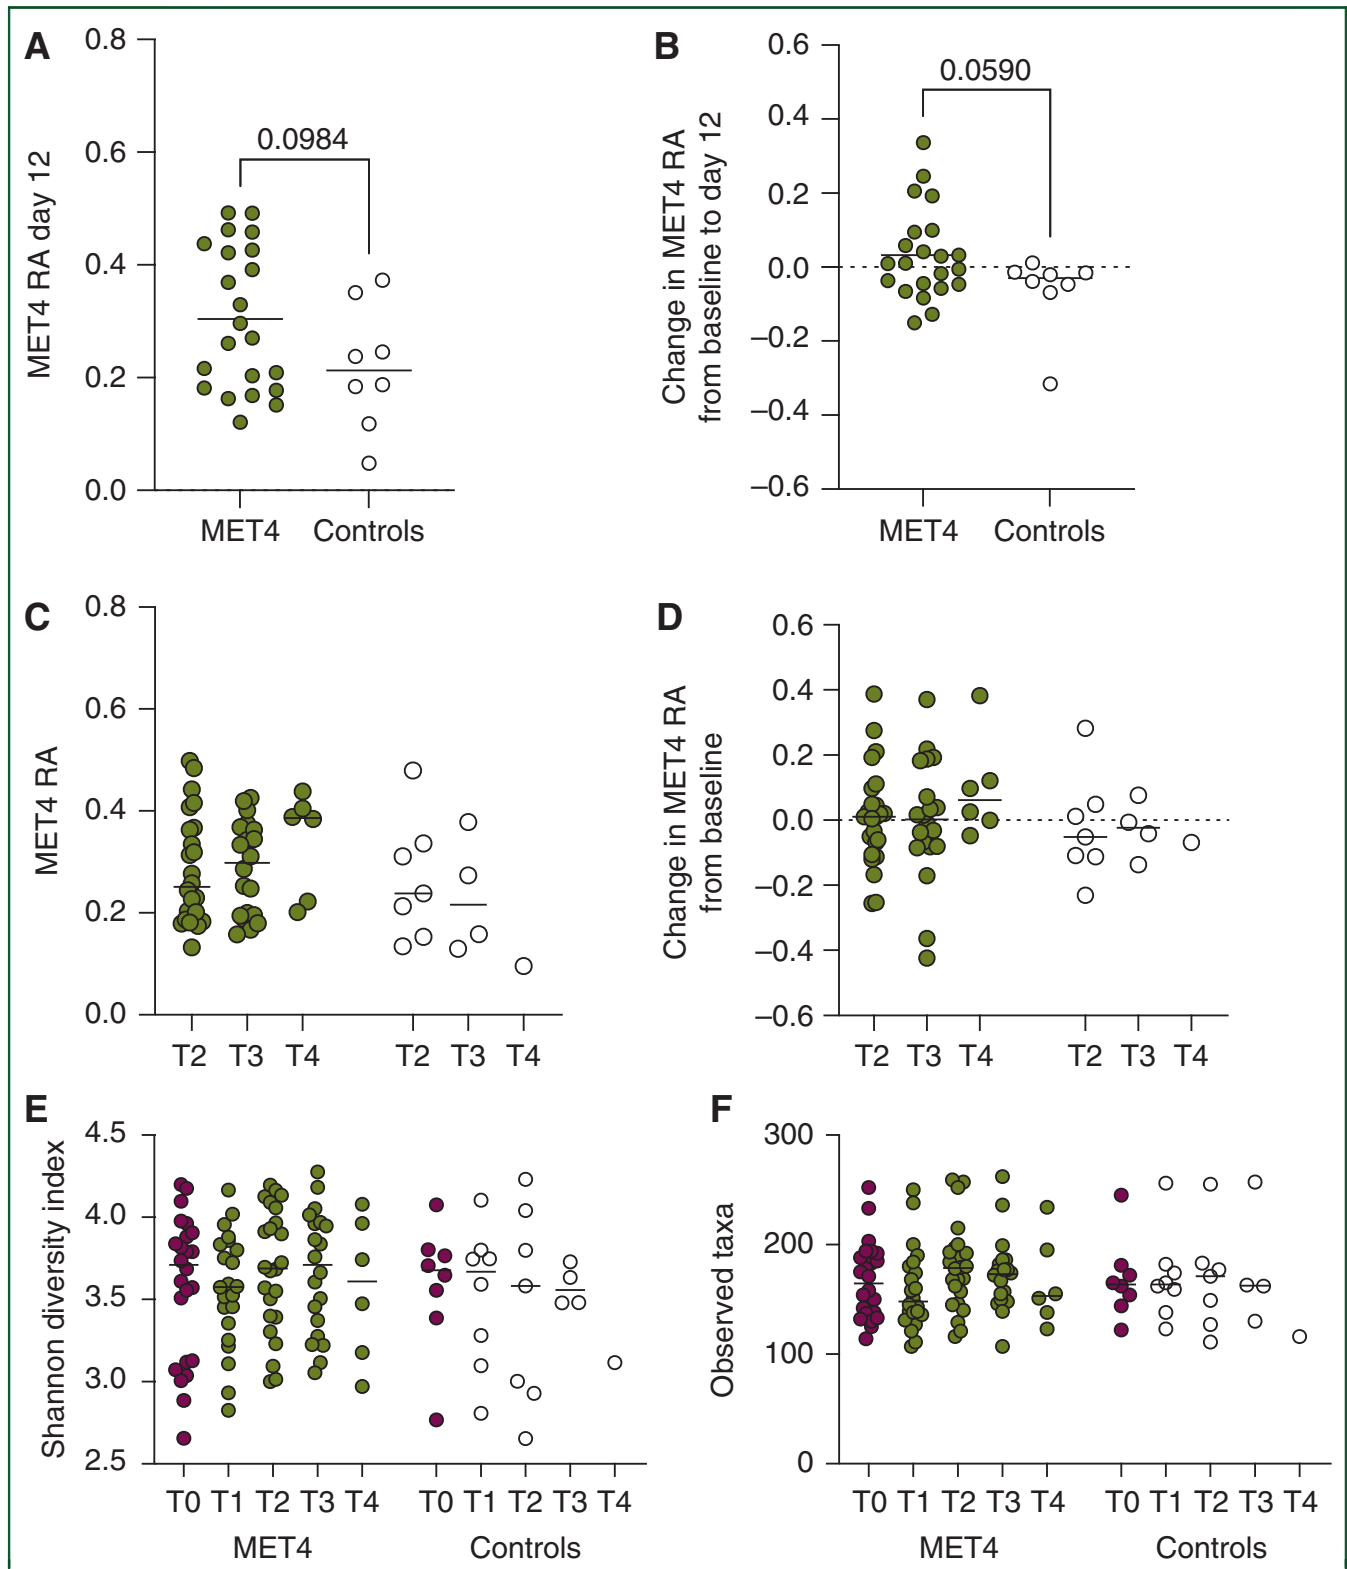 A
MET4 RA day 12
0.8
0.6
0.4
0.2
0.0
0.0984
MET4 Controls
B
Change in MET4 RA
from baseline to day 12
0.6
0.4
0.2
0.0
–0.2
–0.4
–0.6
0.0590
MET4 Controls
C
MET4 RA
0.8
0.6
0.4
0.2
0.0
T2 T3 T4 T2 T3 T4
D
Change in MET4 RA
from baseline
0.6
0.4
0.2
0.0
–0.2
–0.4
–0.6
T2 T3 T4 T2 T3 T4
E
Shannon diversity index
4.5
4.0
3.5
3.0
2.5
T0 T1 T2 T3 T4 T0 T1 T2 T3 T4
MET4 Controls
F
Observed taxa
300
200
100
0
T0 T1 T2 T3 T4 T0 T1 T2 T3 T4
MET4 Controls